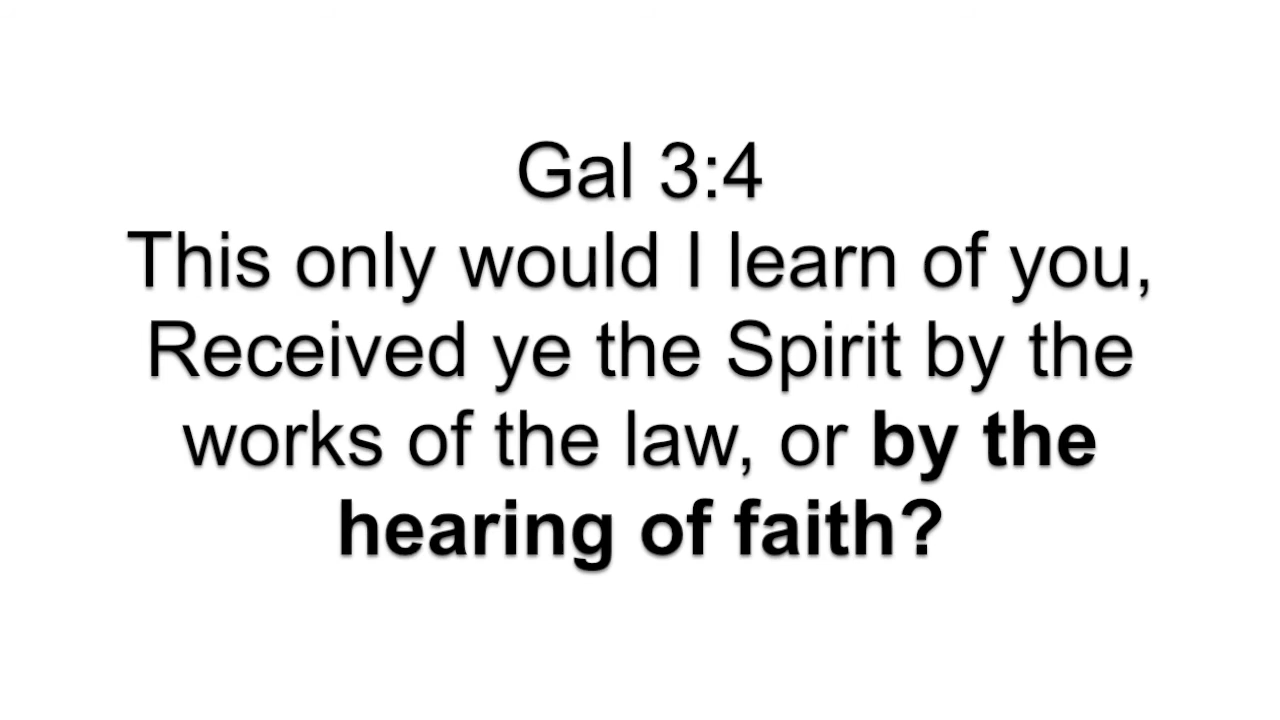 Gal 3:4
This only would I learn of you,
Received ye the Spirit by the
works of the law, or by the
hearing of faith?